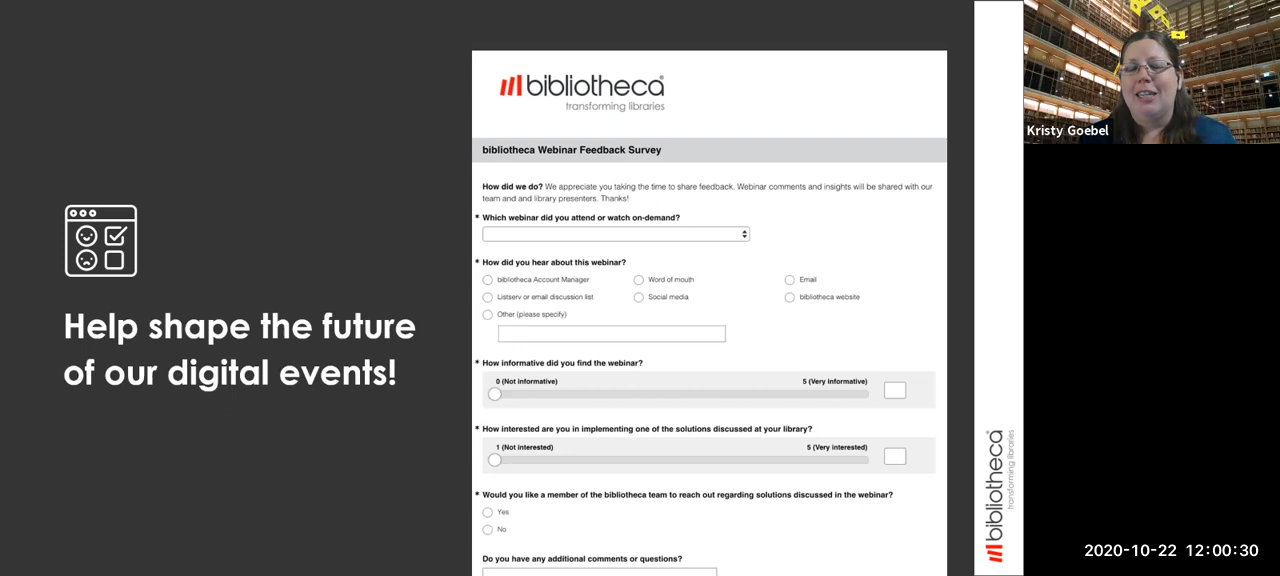 Help shape the future
of our digital events!
bibliotheca
transforming libraries
bibliotheca Webinar Feedback Survey
How did we do? We appreciate you taking the time to share feedback. Webinar comments and insights will be shared with our
team and and library presenters. Thanks!
* Which webinar did you attend or watch on-demand?
* How did you hear about this webinar?
bibliotheca Account Manager
Word of mouth
Email
Listserv or email discussion list
Social media
bibliotheca website
Other (please specify)
* How informative did you find the webinar?
0 (Not informative)
5 (Very informative)
* How interested are you in implementing one of the solutions discussed at your library?
1 (Not interested)
5 (Very interested)
* Would you like a member of the bibliotheca team to reach out regarding solutions discussed in the webinar?
Yes
No
Do you have any additional comments or questions?
bibliotheca
transforming libraries
Kristy Goebel
2020-10-22 12:00:30